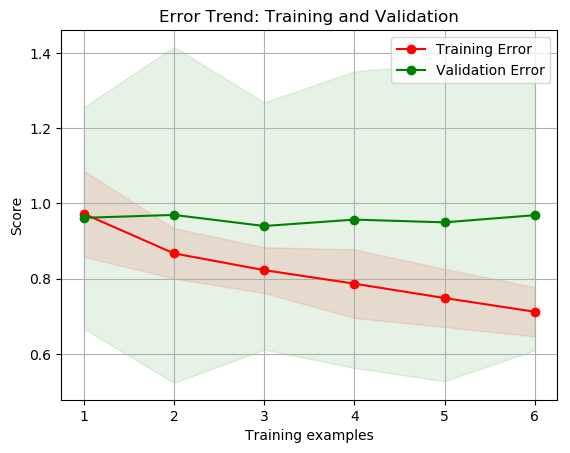 Error Trend: Training and Validation
Training Error
Validation Error
Score
1.4
1.2
1.0
0.8
0.6
1 2 3 4 5 6
Training examples